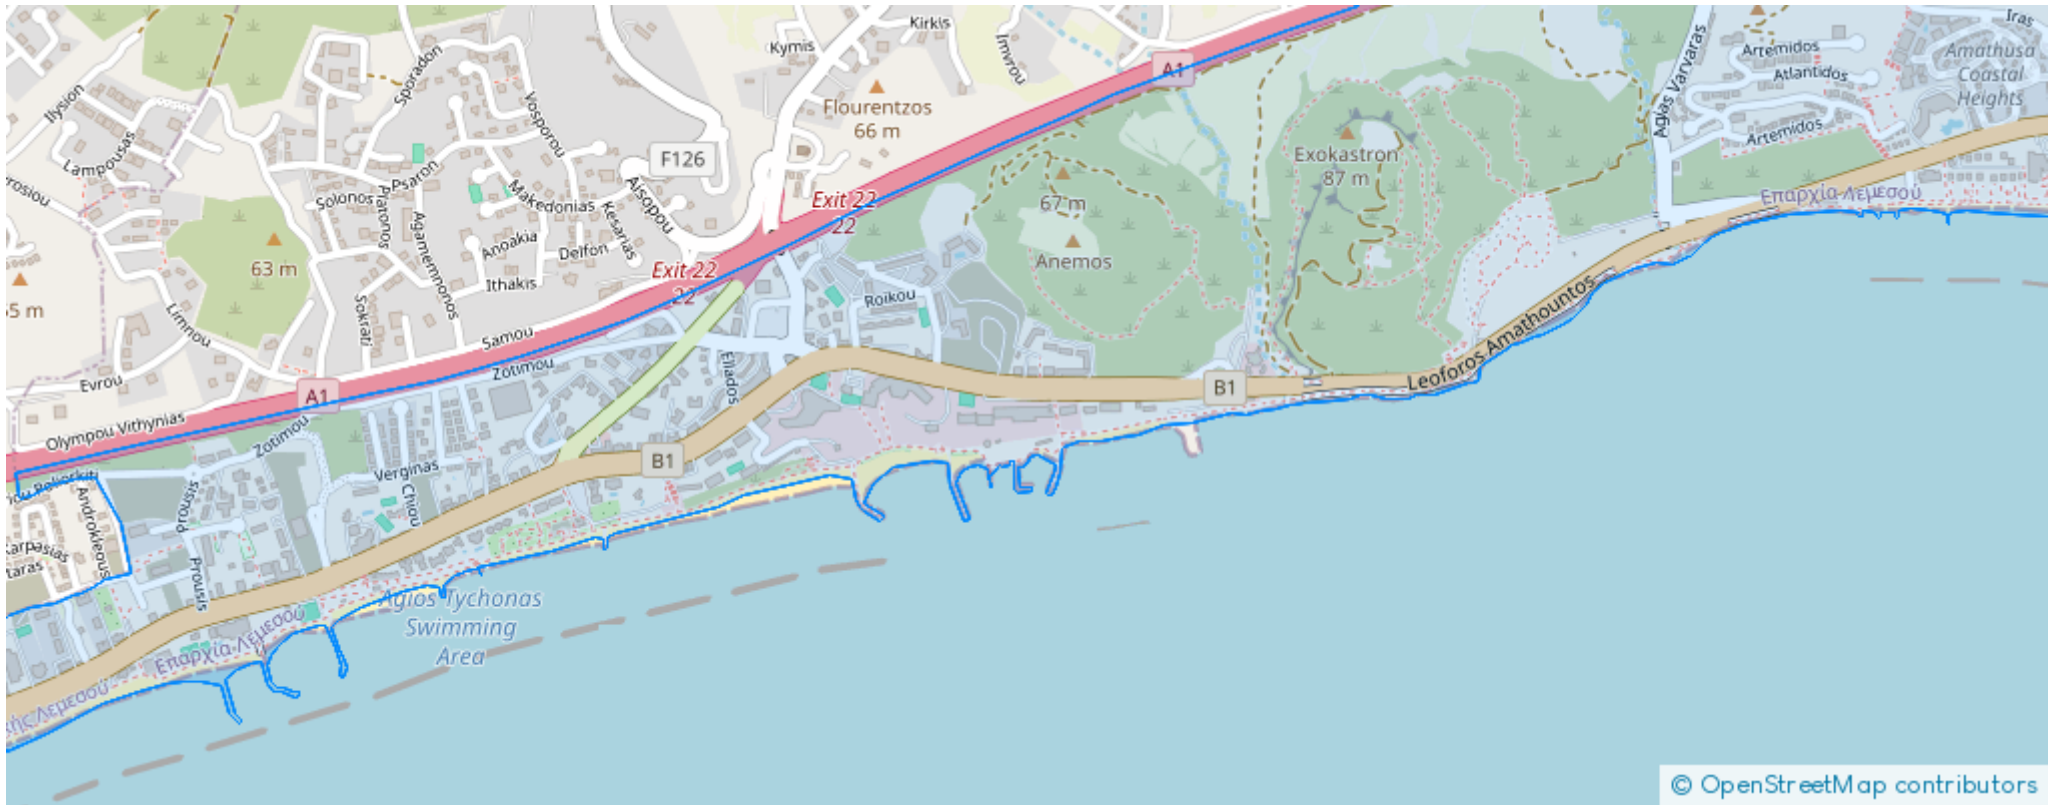 Kirkis
Kymis
Imvrou
Iras
Artemidos
Amathusa
Coastal
Heights
Atlantidos
Artemidos
Agias Varvaras
A1
Sporadon
Ilysion
Vosporou
Flourentzos
66 m
Lampousas
F126
Exokastron
87 m
Psaron
Solonos
Platonos
Makedonias
Aisopou
Kesarias
Agamemnonos
Exit 22
22
67 m
Επαρχία Λεμεσού
Anoakia
Delfon
63 m
Anemos
Exit 22
22
Ithakis
Roikou
Sokrati
Limnou
Samou
Leoforos Amathountos
Zotimou
Eliados
Evrou
A1
B1
Olympou Vithynias
Zotimou
B1
Verginas
Chiou
Prousis
Androkleous
Karpasias
Prousis
Agios Tychonas
Swimming
Area
Επαρχία Λεμεσού
Λεμεσού
© OpenStreetMap contributors